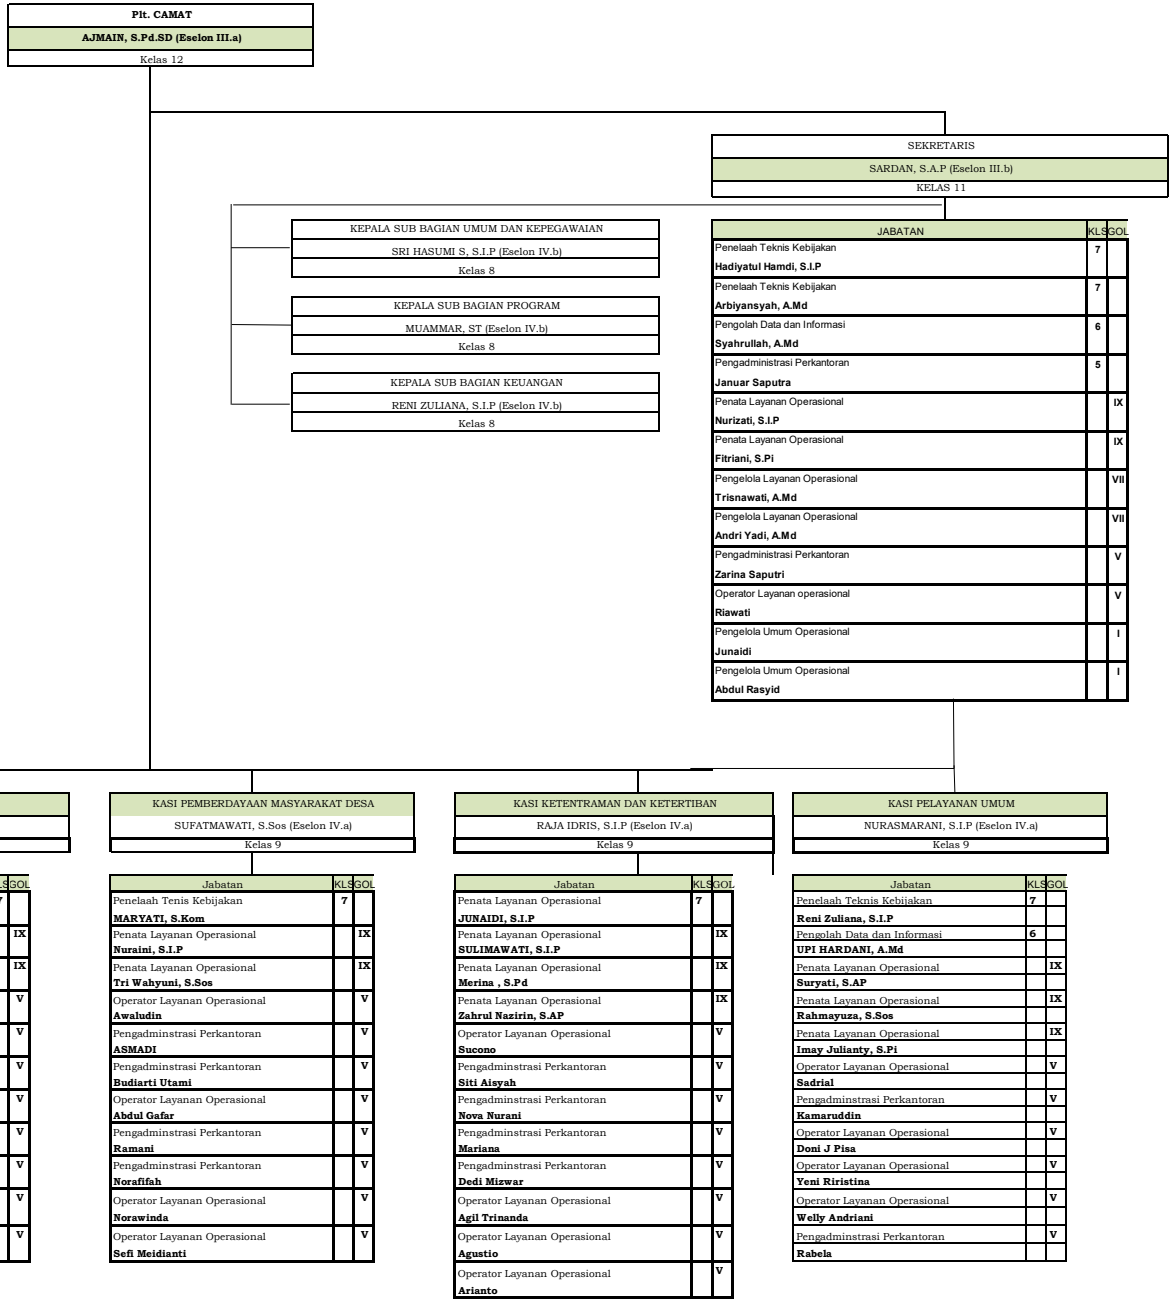 Plt. CAMAT
AJMAIN, S.Pd.SD (Eselon III.a)
Kelas 12
SEKRETARIS
SARDAN, S.A.P (Eselon III.b)
KELAS 11
KEPALA SUB BAGIAN UMUM DAN KEPEGAWAIAN
SRI HASUMI S, S.I.P (Eselon IV.b)
Kelas 8
KEPALA SUB BAGIAN PROGRAM
MUAMMAR, ST (Eselon IV.b)
Kelas 8
KEPALA SUB BAGIAN KEUANGAN
RENI ZULIANA, S.I.P (Eselon IV.b)
Kelas 8
JABATAN KLS GOL
Penelaah Teknis Kebijakan 7
Hadiyatul Hamdi, S.I.P
Penelaah Teknis Kebijakan 7
Arbiyansyah, A.Md
Pengolah Data dan Informasi 6
Syahrullah, A.Md
Pengadministrasi Perkantoran 5
Januar Saputra
Penata Layanan Operasional IX
Nurizati, S.I.P
Penata Layanan Operasional IX
Fitriani, S.Pi
Pengelola Layanan Operasional VII
Trisnawati, A.Md
Pengelola Layanan Operasional VII
Andri Yadi, A.Md
Pengadministrasi Perkantoran V
Zarina Saputri
Operator Layanan operasional V
Riawati
Pengelola Umum Operasional I
Junaidi
Pengelola Umum Operasional I
Abdul Rasyid
LSGOL
7
IX
IX
V
V
V
V
V
V
V
V
KASI PEMBERDAYAAN MASYARAKAT DESA
SUFATMAWATI, S.Sos (Eselon IV.a)
Kelas 9
Jabatan KLS GOL
Penelaah Tenis Kebijakan 7
MARYATI, S.Kom
Penata Layanan Operasional IX
Nuraini, S.I.P
Penata Layanan Operasional IX
Tri Wahyuni, S.Sos
Operator Layanan Operasional V
Awaludin
Pengadminstrasi Perkantoran V
ASMADI
Pengadminstrasi Perkantoran V
Budiarti Utami
Operator Layanan Operasional V
Abdul Gafar
Pengadminstrasi Perkantoran V
Ramani
Pengadminstrasi Perkantoran V
Norafifah
Operator Layanan Operasional V
Norawinda
Operator Layanan Operasional V
Sefi Meidianti
KASI KETENTRAMAN DAN KETERTIBAN
RAJA IDRIS, S.I.P (Eselon IV.a)
Kelas 9
Jabatan KLS GOL
Penata Layanan Operasional 7
JUNAIDI, S.I.P
Penata Layanan Operasional IX
SULIMAWATI, S.I.P
Penata Layanan Operasional IX
Merina , S.Pd
Penata Layanan Operasional IX
Zahrul Nazirin, S.AP
Operator Layanan Operasional V
Sucono
Pengadminstrasi Perkantoran V
Siti Aisyah
Pengadminstrasi Perkantoran V
Nova Nurani
Pengadminstrasi Perkantoran V
Mariana
Pengadminstrasi Perkantoran V
Dedi Mizwar
Operator Layanan Operasional V
Agil Trinanda
Operator Layanan Operasional V
Agustio
Operator Layanan Operasional V
Arianto
KASI PELAYANAN UMUM
NURASMARANI, S.I.P (Eselon IV.a)
Kelas 9
Jabatan KLS GOL
Penelaah Teknis Kebijakan 7
Reni Zuliana, S.I.P
Pengolah Data dan Informasi 6
UPI HARDANI, A.Md
Penata Layanan Operasional IX
Suryati, S.AP
Penata Layanan Operasional IX
Rahmayuza, S.Sos
Penata Layanan Operasional IX
Imay Julianty, S.Pi
Operator Layanan Operasional V
Sadrial
Pengadminstrasi Perkantoran V
Kamaruddin
Operator Layanan Operasional V
Doni J Pisa
Operator Layanan Operasional V
Yeni Riristina
Operator Layanan Operasional V
Welly Andriani
Pengadminstrasi Perkantoran V
Rabela